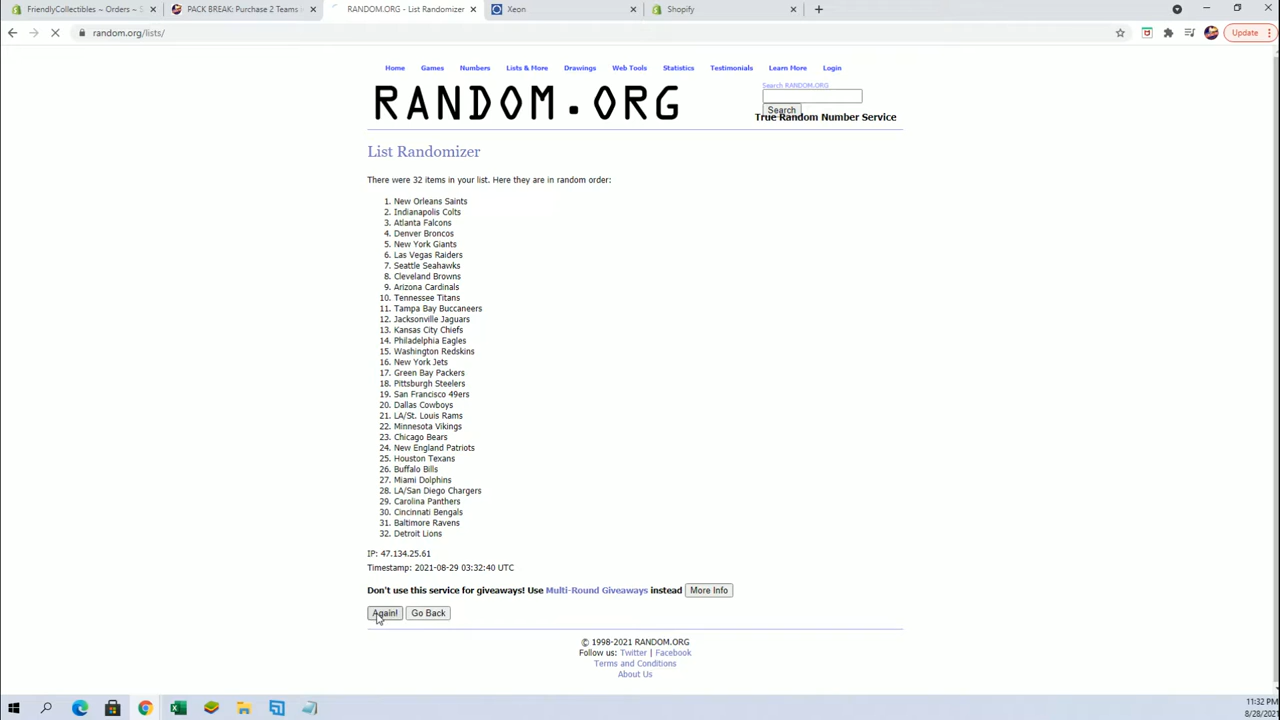 FriendlyCollectibles ~ Orders ~ S
PACK BREAK: Purchase 2 Teams
RANDOM.ORG - List Randomizer
Xeon
Shopify
random.org/lists/
Update
Home Games Numbers Lists & More Drawings Web Tools Statistics Testimonials Learn More Login
RANDOM.ORG
Search RANDOM.ORG
Search
True Random Number Service
List Randomizer
There were 32 items in your list. Here they are in random order:
1. New Orleans Saints
2. Indianapolis Colts
3. Atlanta Falcons
4. Denver Broncos
5. New York Giants
6. Las Vegas Raiders
7. Seattle Seahawks
8. Cleveland Browns
9. Arizona Cardinals
10. Tennessee Titans
11. Tampa Bay Buccaneers
12. Jacksonville Jaguars
13. Kansas City Chiefs
14. Philadelphia Eagles
15. Washington Redskins
16. New York Jets
17. Green Bay Packers
18. Pittsburgh Steelers
19. San Francisco 49ers
20. Dallas Cowboys
21. LA/St. Louis Rams
22. Minnesota Vikings
23. Chicago Bears
24. New England Patriots
25. Houston Texans
26. Buffalo Bills
27. Miami Dolphins
28. LA/San Diego Chargers
29. Carolina Panthers
30. Cincinnati Bengals
31. Baltimore Ravens
32. Detroit Lions
IP: 47.134.25.61
Timestamp: 2021-08-29 03:32:40 UTC
Don't use this service for giveaways! Use Multi-Round Giveaways instead More Info
Again! Go Back
© 1998-2021 RANDOM.ORG
Follow us: Twitter | Facebook
Terms and Conditions
About Us
11:32 PM
8/28/2021